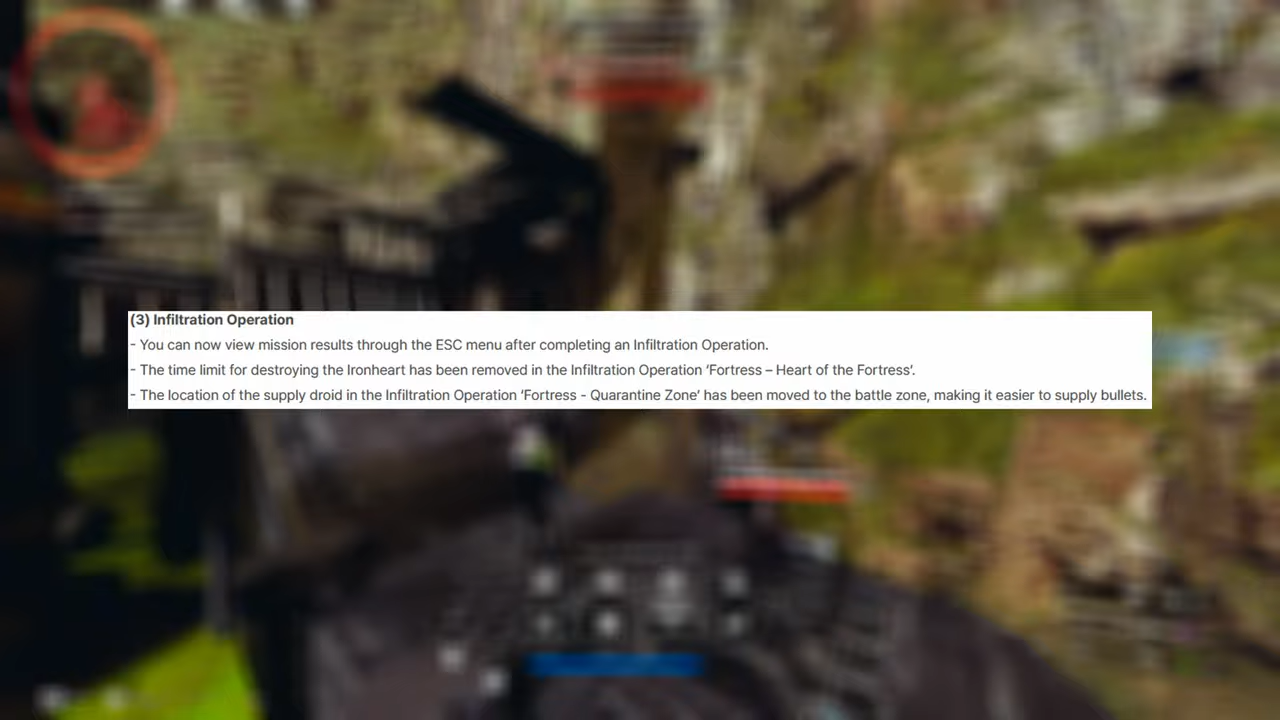 (3) Infiltration Operation
- You can now view mission results through the ESC menu after completing an Infiltration Operation.
- The time limit for destroying the Ironheart has been removed in the Infiltration Operation ‘Fortress – Heart of the Fortress’.
- The location of the supply droid in the Infiltration Operation ‘Fortress - Quarantine Zone’ has been moved to the battle zone, making it easier to supply bullets.